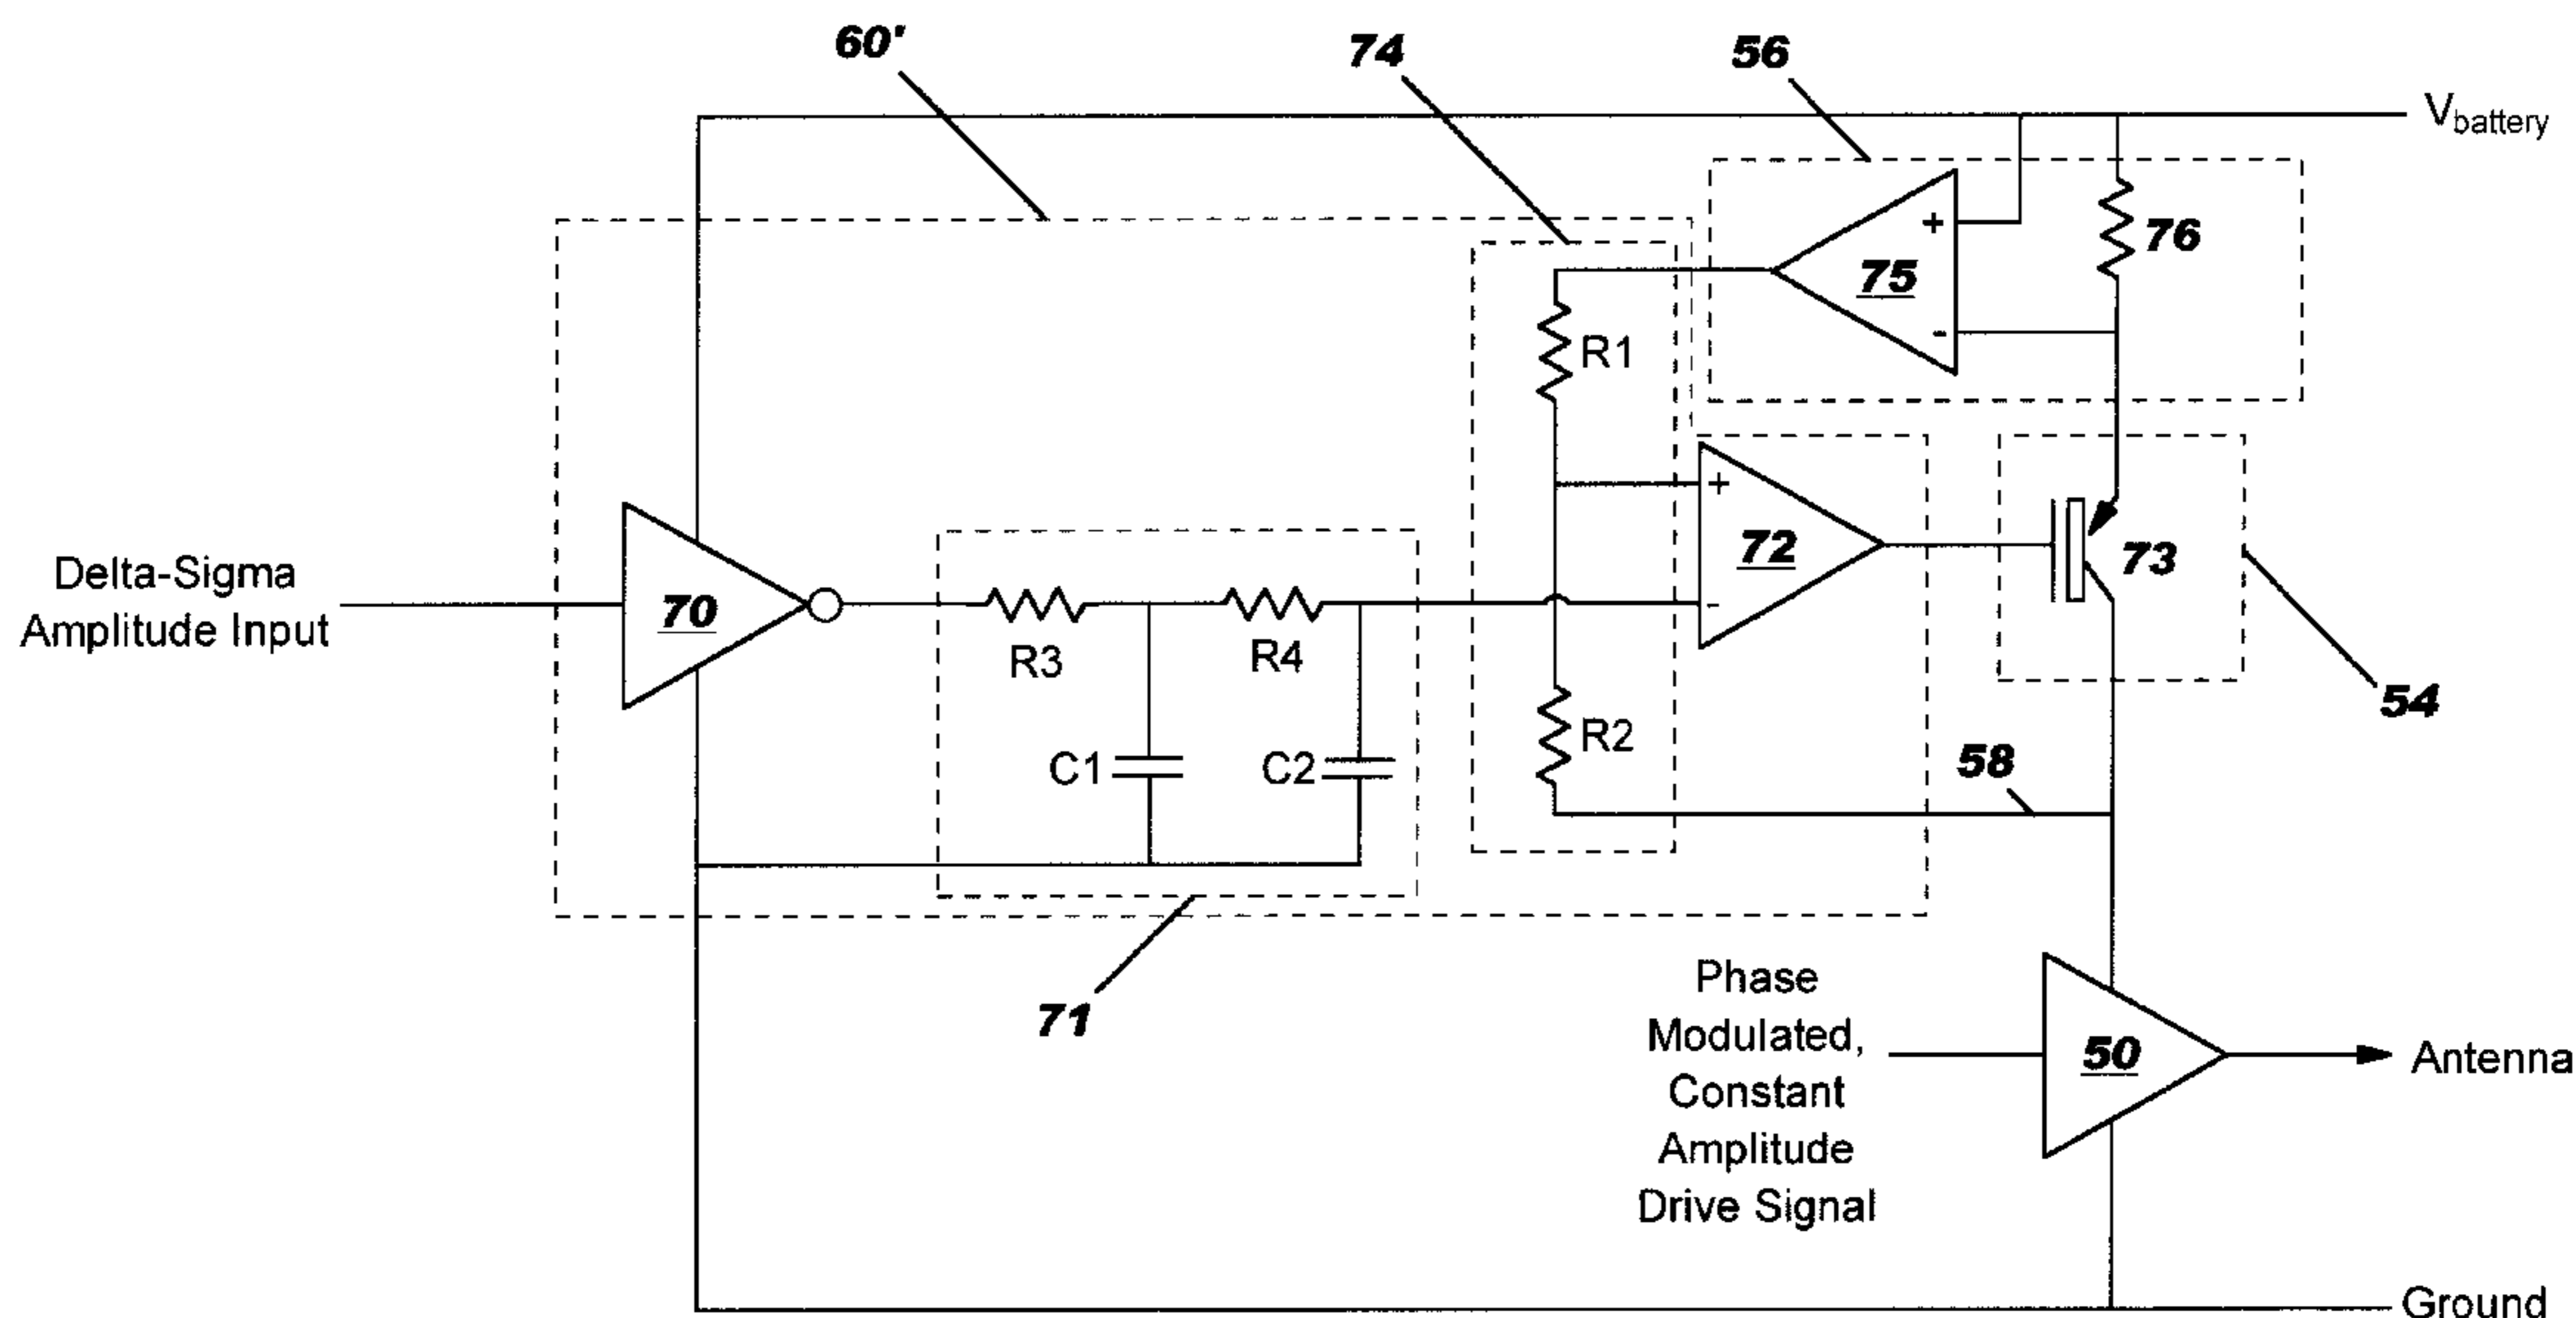 60'
74
56
Vbattery
+
75
-
76
R1
+
72
-
73
54
Delta-Sigma
Amplitude Input
70
R3
R4
C1
C2
R2
58
71
Phase
Modulated,
Constant
Amplitude
Drive Signal
50
Antenna
Ground